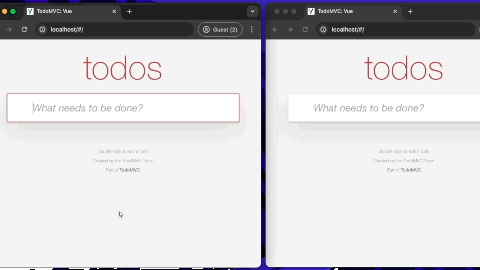 TodoMVC: Vue
localhost/#/
Guest (2)
todos
What needs to be done?
Double-click to edit a todo
Created by the TodoMVC Team
Part of TodoMVC
TodoMVC: Vue
localhost/#/
todos
What needs to be done?
Double-click to edit a todo
Created by the TodoMVC Team
Part of TodoMVC